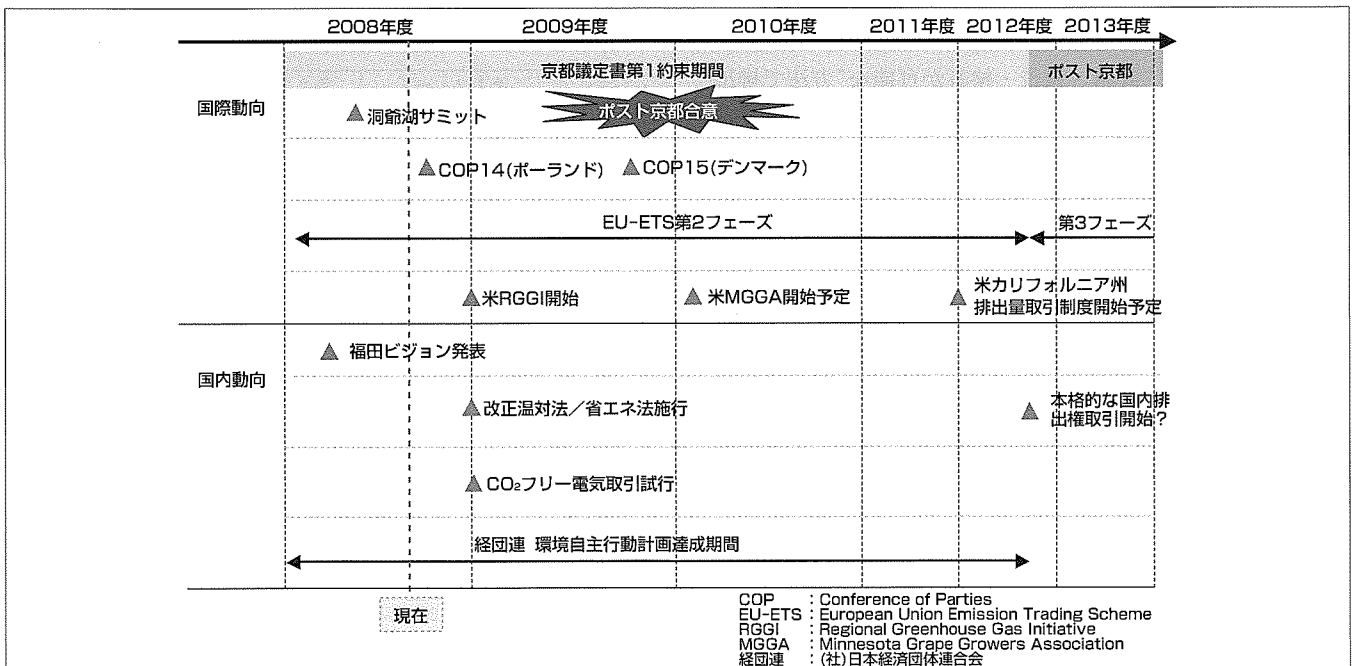 2008年度 2009年度 2010年度 2011年度 2012年度 2013年度
京都議定書第1約束期間 ポスト京都
国際動向
洞爺湖サミット
ポスト京都合意
COP14(ポーランド) COP15(デンマーク)
EU-ETS第2フェーズ 第3フェーズ
米RGGI開始 米MGGA開始予定 米カリフォルニア州
排出量取引制度開始予定
福田ビジョン発表
国内動向
改正温対法／省エネ法施行 本格的な国内排
出権取引開始？
CO₂フリー電気取引試行
経団連 環境自主行動計画達成期間
現在
COP : Conference of Parties
EU-ETS : European Union Emission Trading Scheme
RGGI : Regional Greenhouse Gas Initiative
MGGA : Minnesota Grape Growers Association
経団連 : (社)日本経済団体連合会